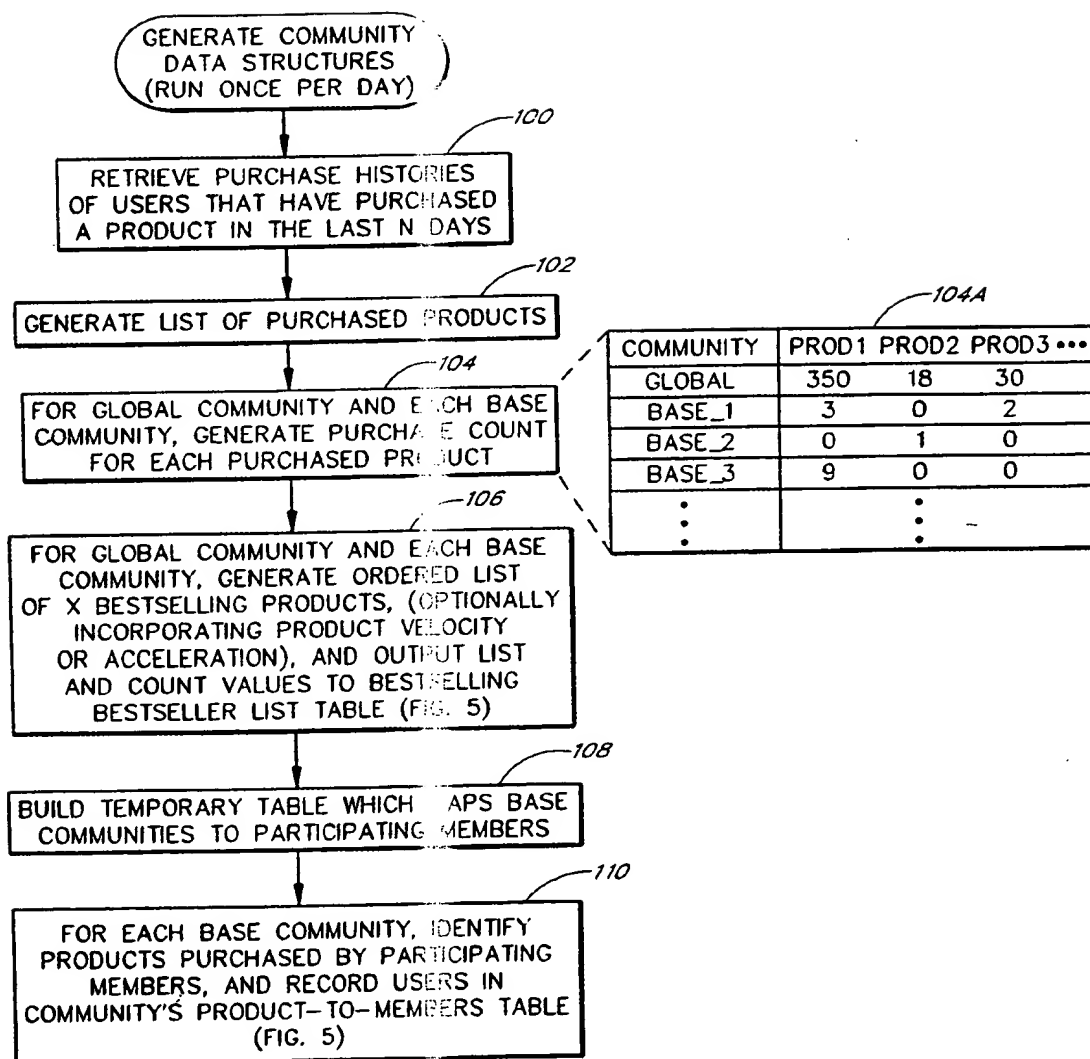 GENERATE COMMUNITY
DATA STRUCTURES
(RUN ONCE PER DAY)
100
RETRIEVE PURCHASE HISTORIES
OF USERS THAT HAVE PURCHASED
A PRODUCT IN THE LAST N DAYS
102
GENERATE LIST OF PURCHASED PRODUCTS
104
FOR GLOBAL COMMUNITY AND EACH BASE
COMMUNITY, GENERATE PURCHASE COUNT
FOR EACH PURCHASED PRODUCT
104A
COMMUNITY PROD1 PROD2 PROD3 •••
GLOBAL 350 18 30
BASE_1 3 0 2
BASE_2 0 1 0
BASE_3 9 0 0
106
FOR GLOBAL COMMUNITY AND EACH BASE
COMMUNITY, GENERATE ORDERED LIST
OF X BESTSELLING PRODUCTS, (OPTIONALLY
INCORPORATING PRODUCT VELOCITY
OR ACCELERATION), AND OUTPUT LIST
AND COUNT VALUES TO BESTSELLING
BESTSELLER LIST TABLE (FIG. 5)
108
BUILD TEMPORARY TABLE WHICH MAPS BASE
COMMUNITIES TO PARTICIPATING MEMBERS
110
FOR EACH BASE COMMUNITY, IDENTIFY
PRODUCTS PURCHASED BY PARTICIPATING
MEMBERS, AND RECORD USERS IN
COMMUNITY'S PRODUCT-TO-MEMBERS TABLE
(FIG. 5)